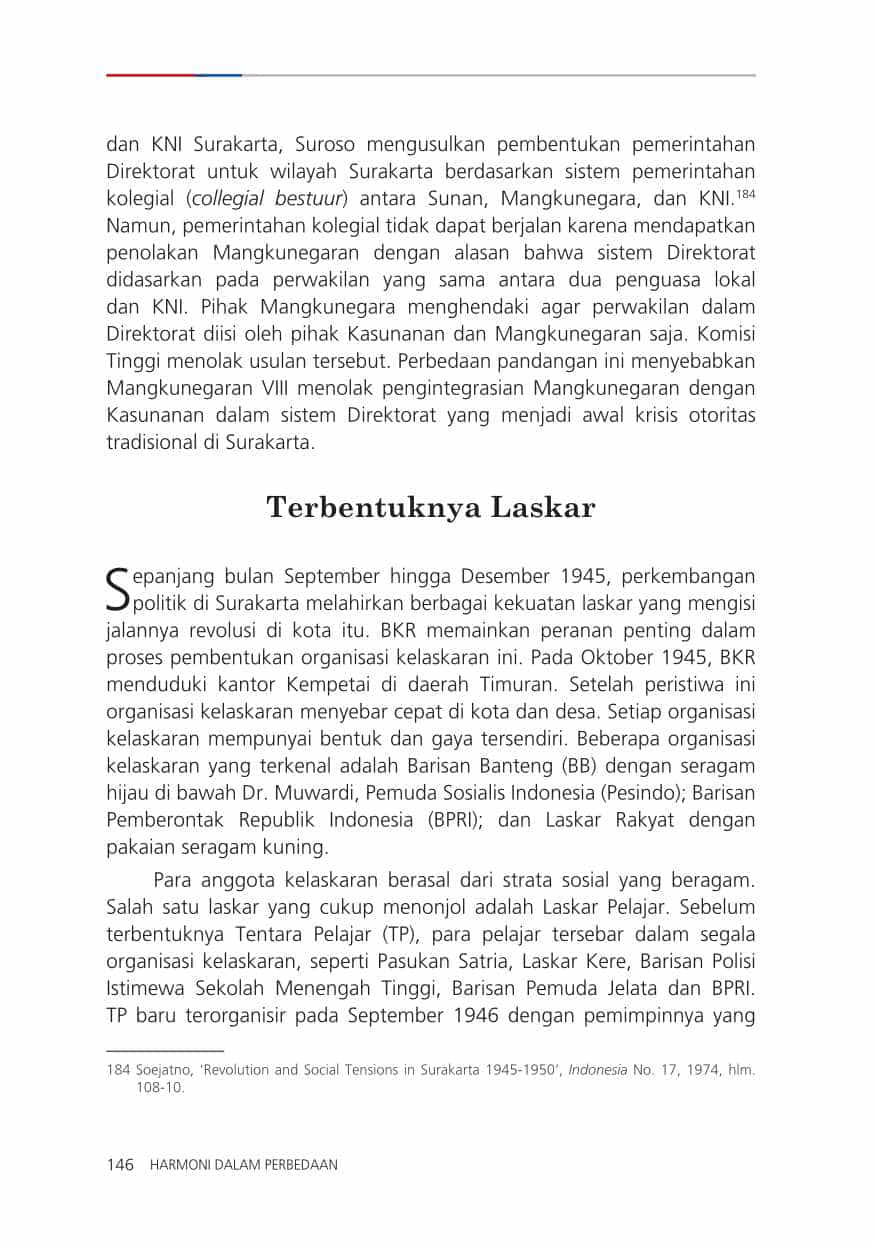 dan KNI Surakarta, Suroso mengusulkan pembentukan pemerintahan
Direktorat untuk wilayah Surakarta berdasarkan sistem pemerintahan
kolegial (collegial bestuur) antara Sunan, Mangkunegara, dan KNI.184
Namun, pemerintahan kolegial tidak dapat berjalan karena mendapatkan
penolakan Mangkunegaran dengan alasan bahwa sistem Direktorat
didasarkan pada perwakilan yang sama antara dua penguasa lokal
dan KNI. Pihak Mangkunegara menghendaki agar perwakilan dalam
Direktorat diisi oleh pihak Kasunanan dan Mangkunegaran saja. Komisi
Tinggi menolak usulan tersebut. Perbedaan pandangan ini menyebabkan
Mangkunegaran VIII menolak pengintegrasian Mangkunegaran dengan
Kasunanan dalam sistem Direktorat yang menjadi awal krisis otoritas
tradisional di Surakarta.
Terbentuknya Laskar
Sepanjang bulan September hingga Desember 1945, perkembangan
politik di Surakarta melahirkan berbagai kekuatan laskar yang mengisi
jalannya revolusi di kota itu. BKR memainkan peranan penting dalam
proses pembentukan organisasi kelaskaran ini. Pada Oktober 1945, BKR
menduduki kantor Kempetai di daerah Timuran. Setelah peristiwa ini
organisasi kelaskaran menyebar cepat di kota dan desa. Setiap organisasi
kelaskaran mempunyai bentuk dan gaya tersendiri. Beberapa organisasi
kelaskaran yang terkenal adalah Barisan Banteng (BB) dengan seragam
hijau di bawah Dr. Muwardi, Pemuda Sosialis Indonesia (Pesindo); Barisan
Pemberontak Republik Indonesia (BPRI); dan Laskar Rakyat dengan
pakaian seragam kuning.
Para anggota kelaskaran berasal dari strata sosial yang beragam.
Salah satu laskar yang cukup menonjol adalah Laskar Pelajar. Sebelum
terbentuknya Tentara Pelajar (TP), para pelajar tersebar dalam segala
organisasi kelaskaran, seperti Pasukan Satria, Laskar Kere, Barisan Polisi
Istimewa Sekolah Menengah Tinggi, Barisan Pemuda Jelata dan BPRI.
TP baru terorganisir pada September 1946 dengan pemimpinnya yang
184 Soejatno, ‘Revolution and Social Tensions in Surakarta 1945-1950’, Indonesia No. 17, 1974, hlm.
108-10.
146 HARMONI DALAM PERBEDAAN